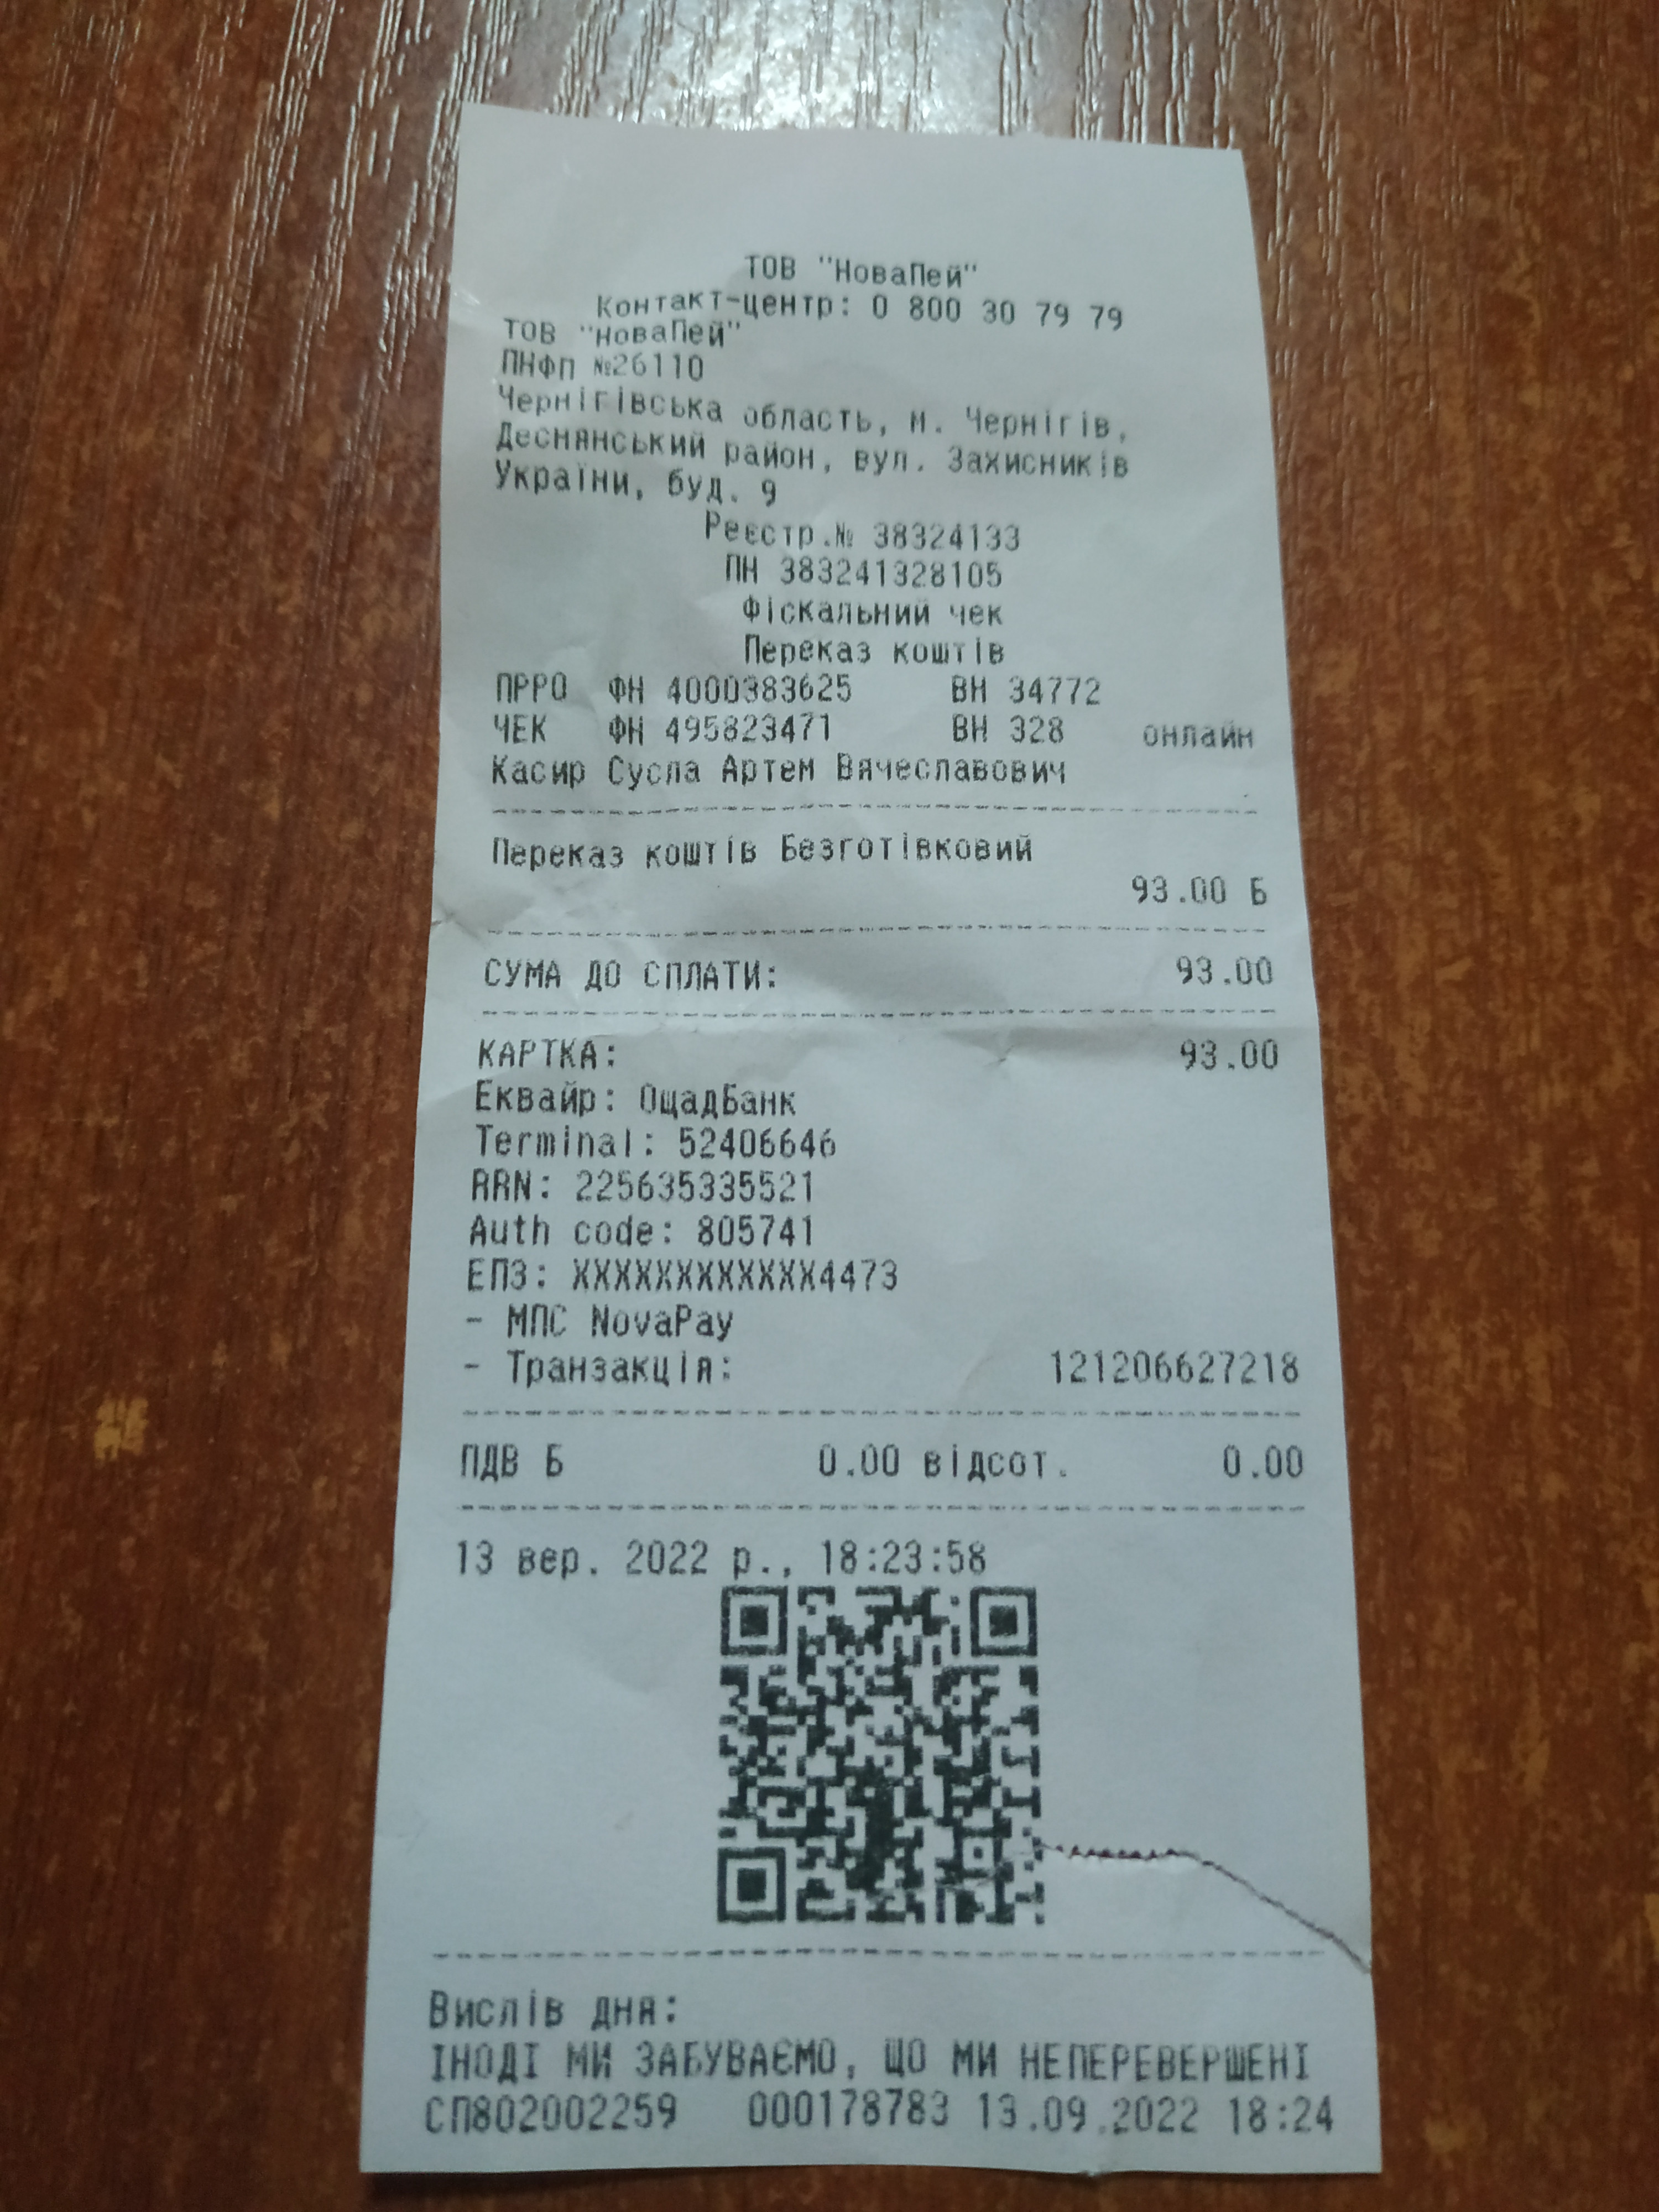 ТОВ "НоваПей"
Контакт-центр: 0 800 30 79 79
ТОВ "НоваПей"
ПНФП №26110
Чернігівська область, м. Чернігів,
Деснянський район, вул. Захисників
України, буд. 9
Реєстр.№ 38324133
ПН 383241328105
Фіскальний чек
Переказ коштів
ПРРО ФН 4000383625 ВН 34772
ЧЕК ФН 495823471 ВН 328 онлайн
Касир Сусла Артем Вячеславович
Переказ коштів Безготівковий
93.00 Б
СУМА ДО СПЛАТИ: 93.00
КАРТКА: 93.00
Еквайр: ОщадБанк
Terminal: 52406646
RRN: 225635335521
Auth code: 805741
ЕПЗ: XXXXXXXXXXXX4473
- МПС NovaPay
- Транзакція: 121206627218
ПДВ Б 0.00 відсот. 0.00
13 вер. 2022 р., 18:23:58
Вислів дня:
ІНОДІ МИ ЗАБУВАЄМО, ЩО МИ НЕПЕРЕВЕРШЕНІ
СП802002259 000178783 13.09.2022 18:24